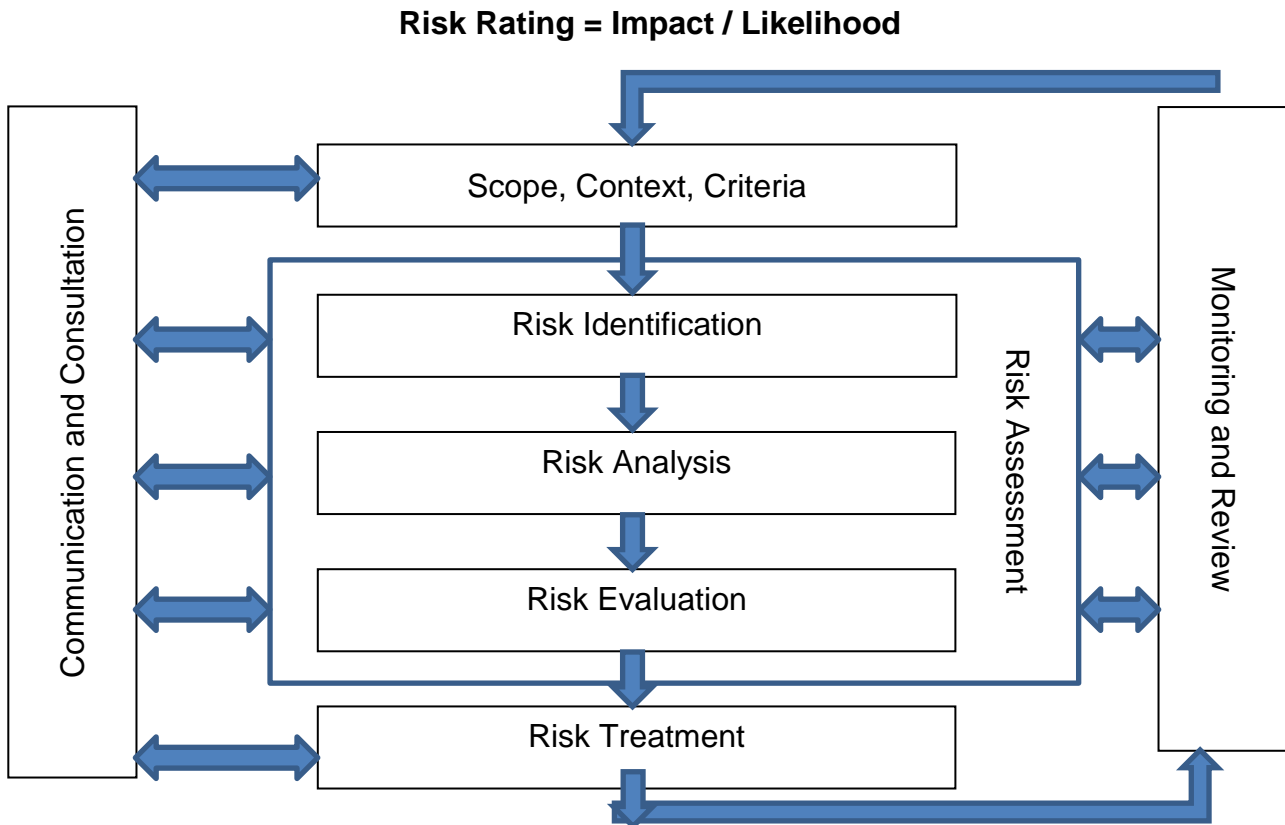 Risk Rating = Impact / Likelihood
Communication and Consultation
Scope, Context, Criteria
Risk Identification
Risk Analysis
Risk Evaluation
Risk Treatment
Risk Assessment
Monitoring and Review